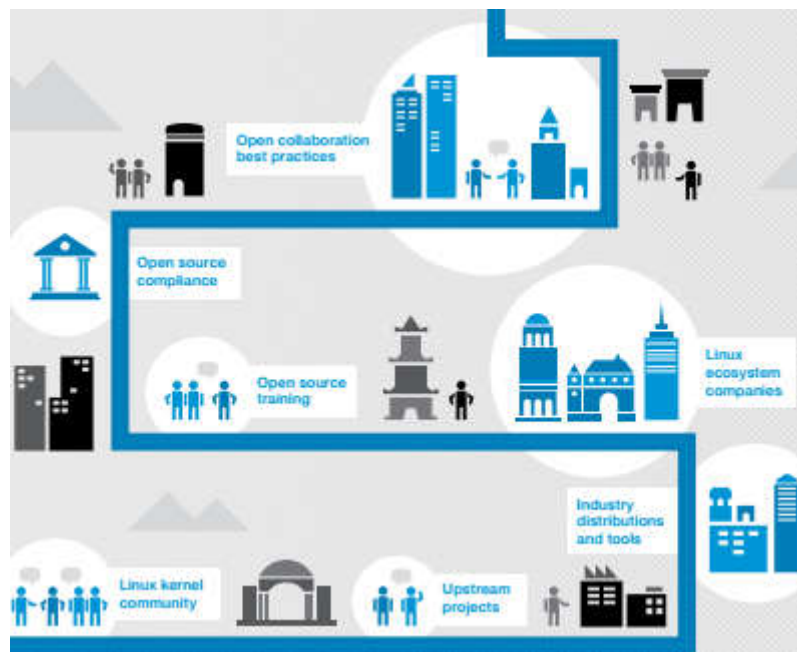 Open collaboration
best practices
Open source
compliance
Open source
training
Linux
ecosystem
companies
Industry
distributions
and tools
Linux kernel
community
Upstream
projects